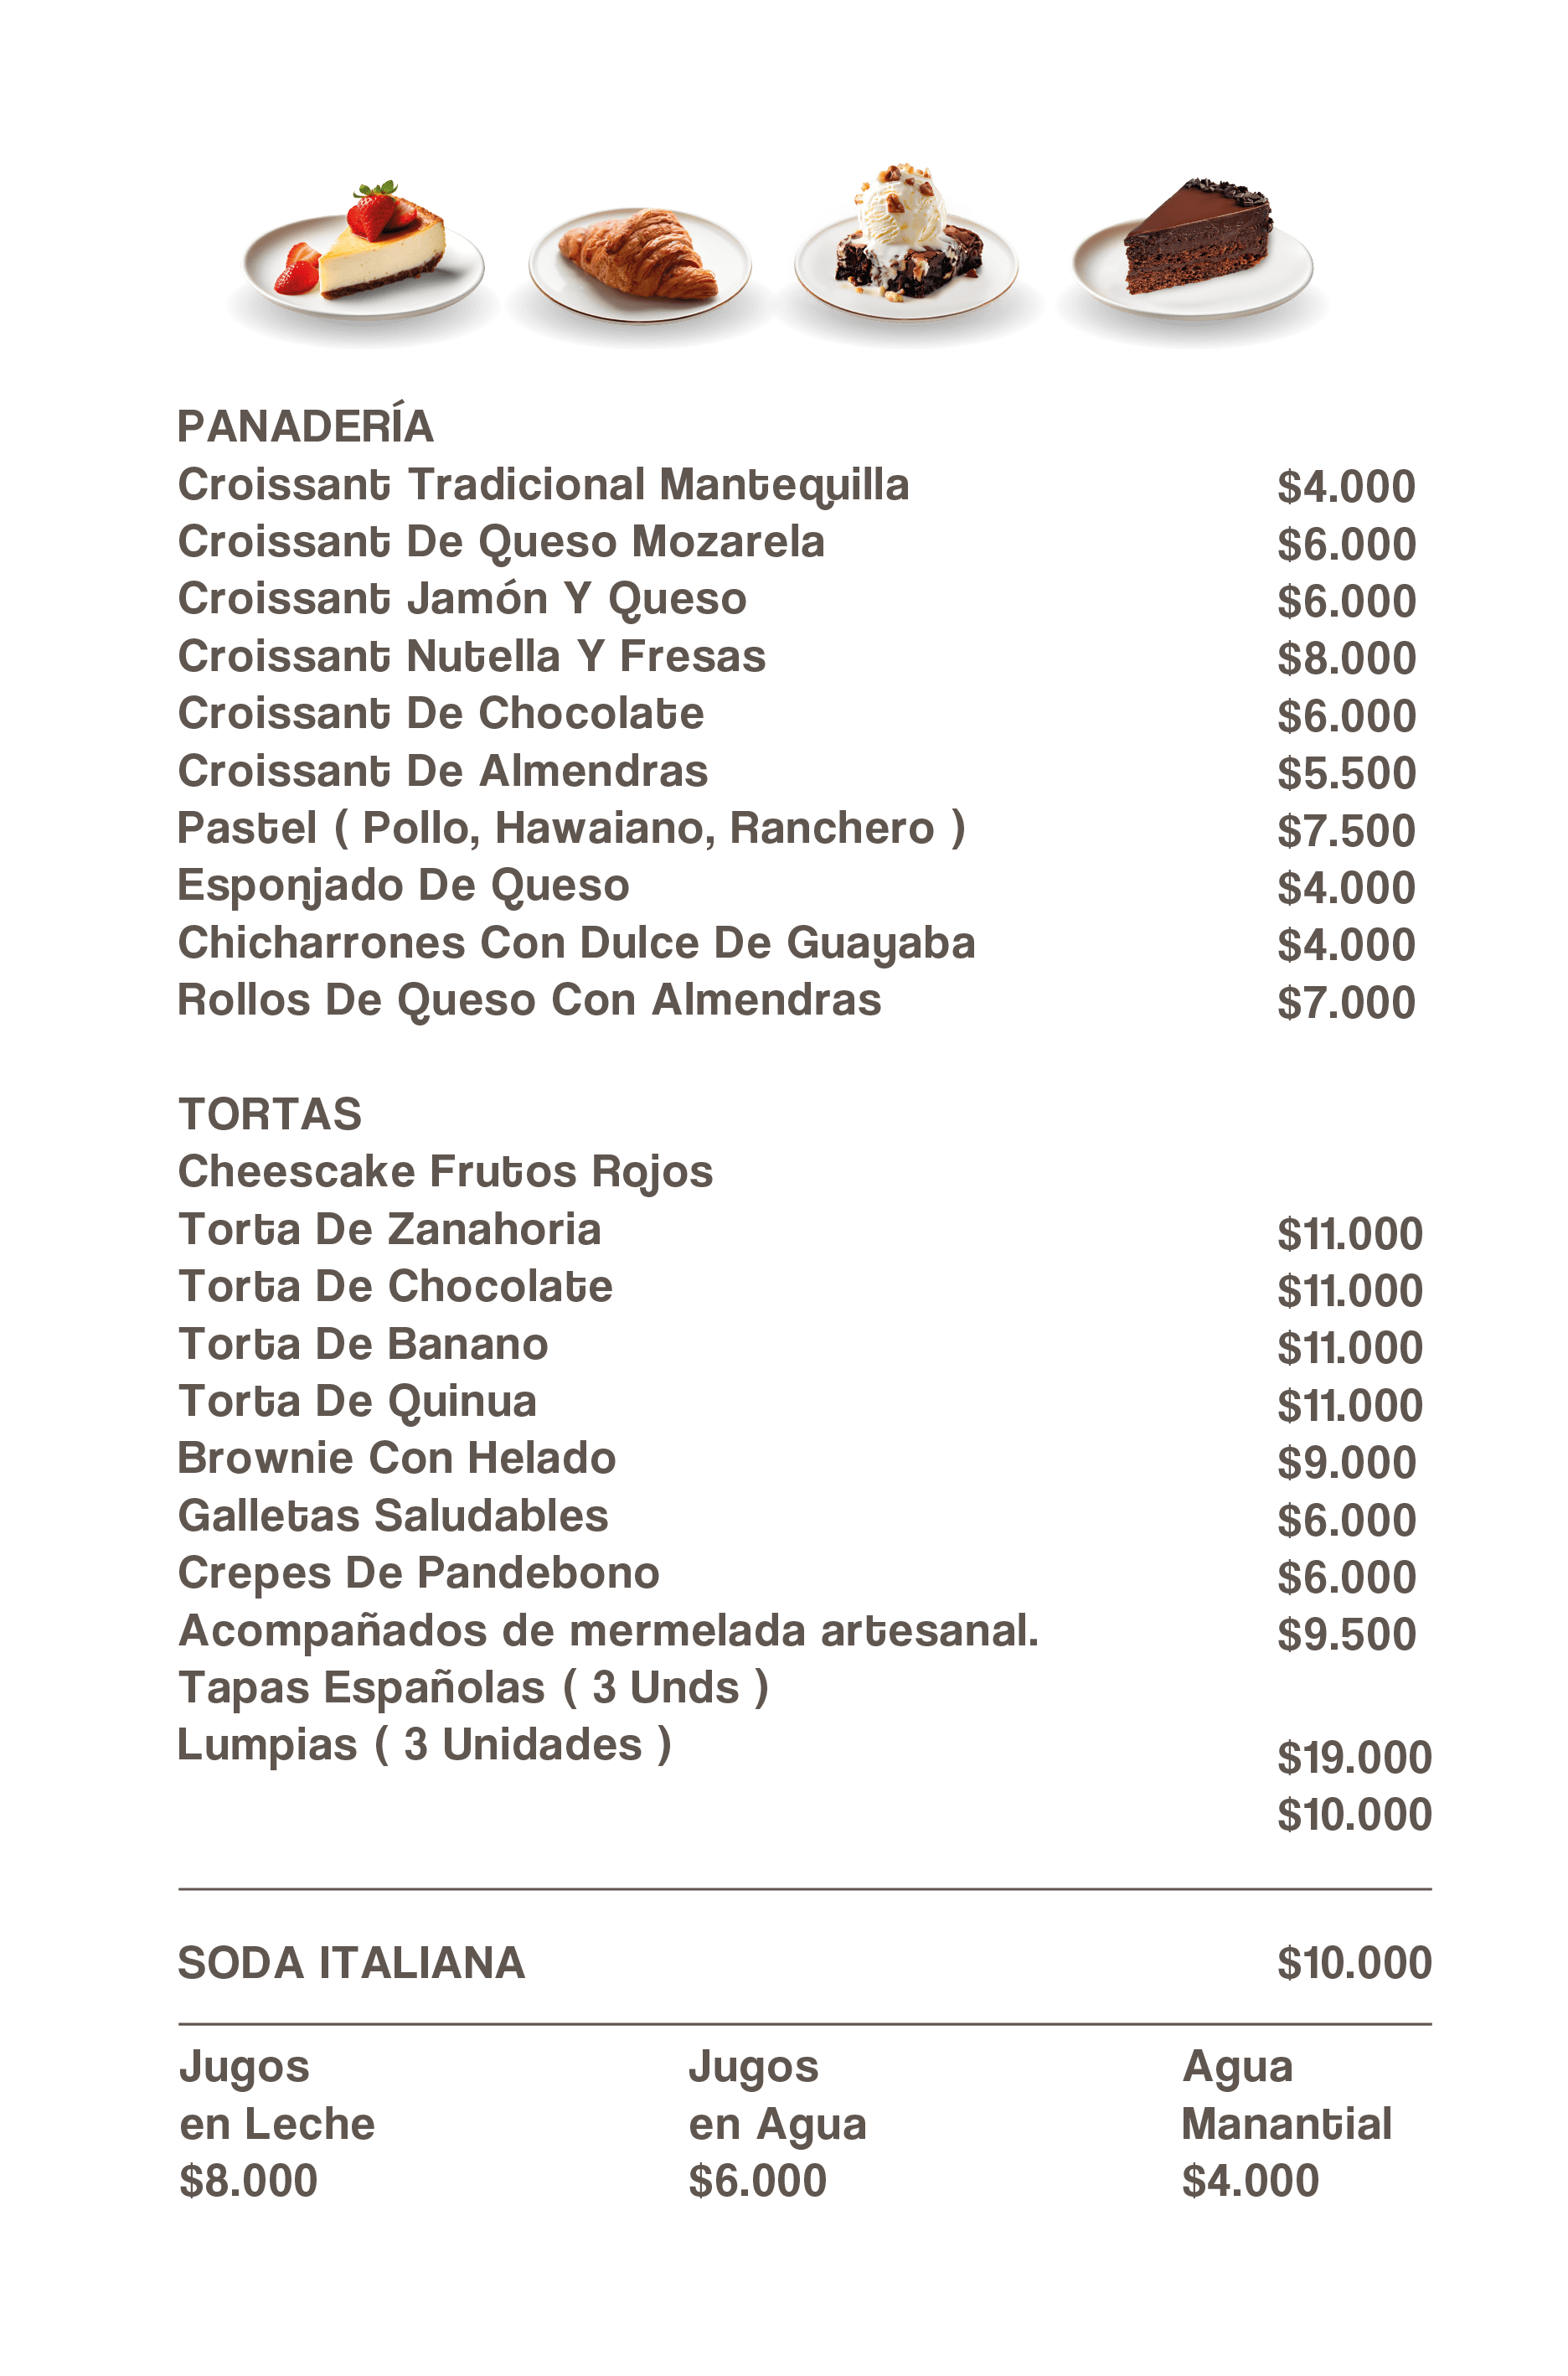 PANADERÍA
Croissant Tradicional Mantequilla $4.000
Croissant De Queso Mozarela $6.000
Croissant Jamón Y Queso $6.000
Croissant Nutella Y Fresas $8.000
Croissant De Chocolate $6.000
Croissant De Almendras $5.500
Pastel ( Pollo, Hawaiano, Ranchero ) $7.500
Esponjado De Queso $4.000
Chicharrones Con Dulce De Guayaba $4.000
Rollos De Queso Con Almendras $7.000
TORTAS
Cheescake Frutos Rojos
Torta De Zanahoria $11.000
Torta De Chocolate $11.000
Torta De Banano $11.000
Torta De Quinua $11.000
Brownie Con Helado $9.000
Galletas Saludables $6.000
Crepes De Pandebono $6.000
Acompañados de mermelada artesanal. $9.500
Tapas Españolas ( 3 Unds )
Lumpias ( 3 Unidades ) $19.000
$10.000
SODA ITALIANA $10.000
Jugos
en Leche
$8.000
Jugos
en Agua
$6.000
Agua
Manantial
$4.000